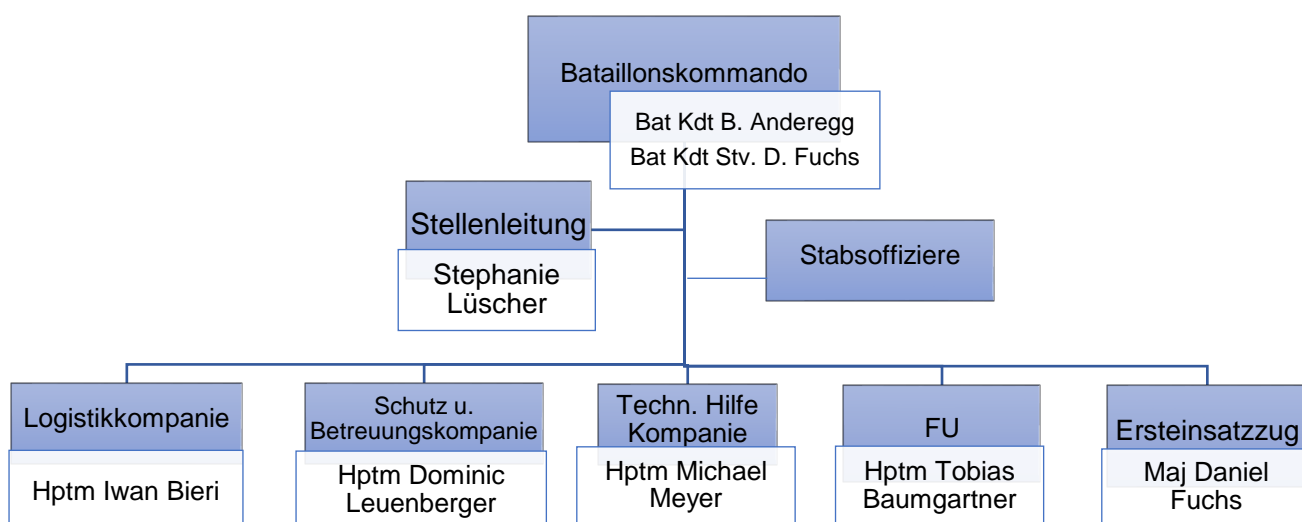 Bataillonskommando
Bat Kdt B. Anderegg
Bat Kdt Stv. D. Fuchs
Stellenleitung
Stephanie
Lüscher
Stabsoffiziere
Logistikkompanie
Hptm Iwan Bieri
Schutz u.
Betreuungskompanie
Hptm Dominic
Leuenberger
Techn. Hilfe
Kompanie
Hptm Michael
Meyer
FU
Hptm Tobias
Baumgartner
Ersteinsatzzug
Maj Daniel
Fuchs